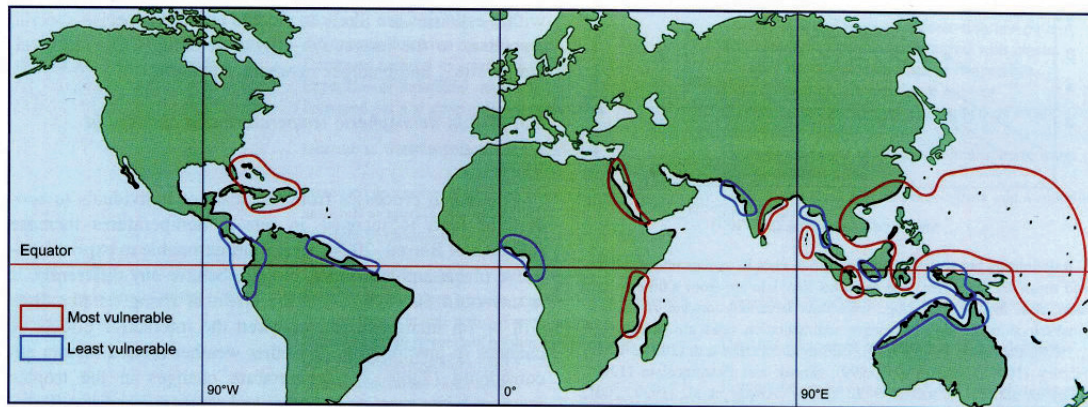 Equator
Most vulnerable
Least vulnerable
90°W
0°
90°E